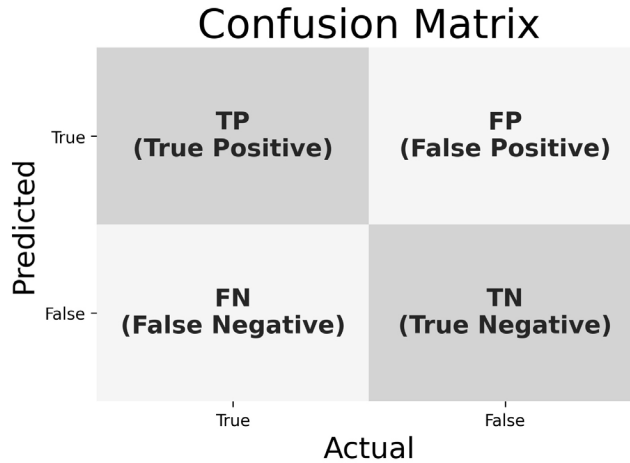 Confusion Matrix
Predicted
True
TP
(True Positive)
FP
(False Positive)
False
FN
(False Negative)
TN
(True Negative)
True
False
Actual